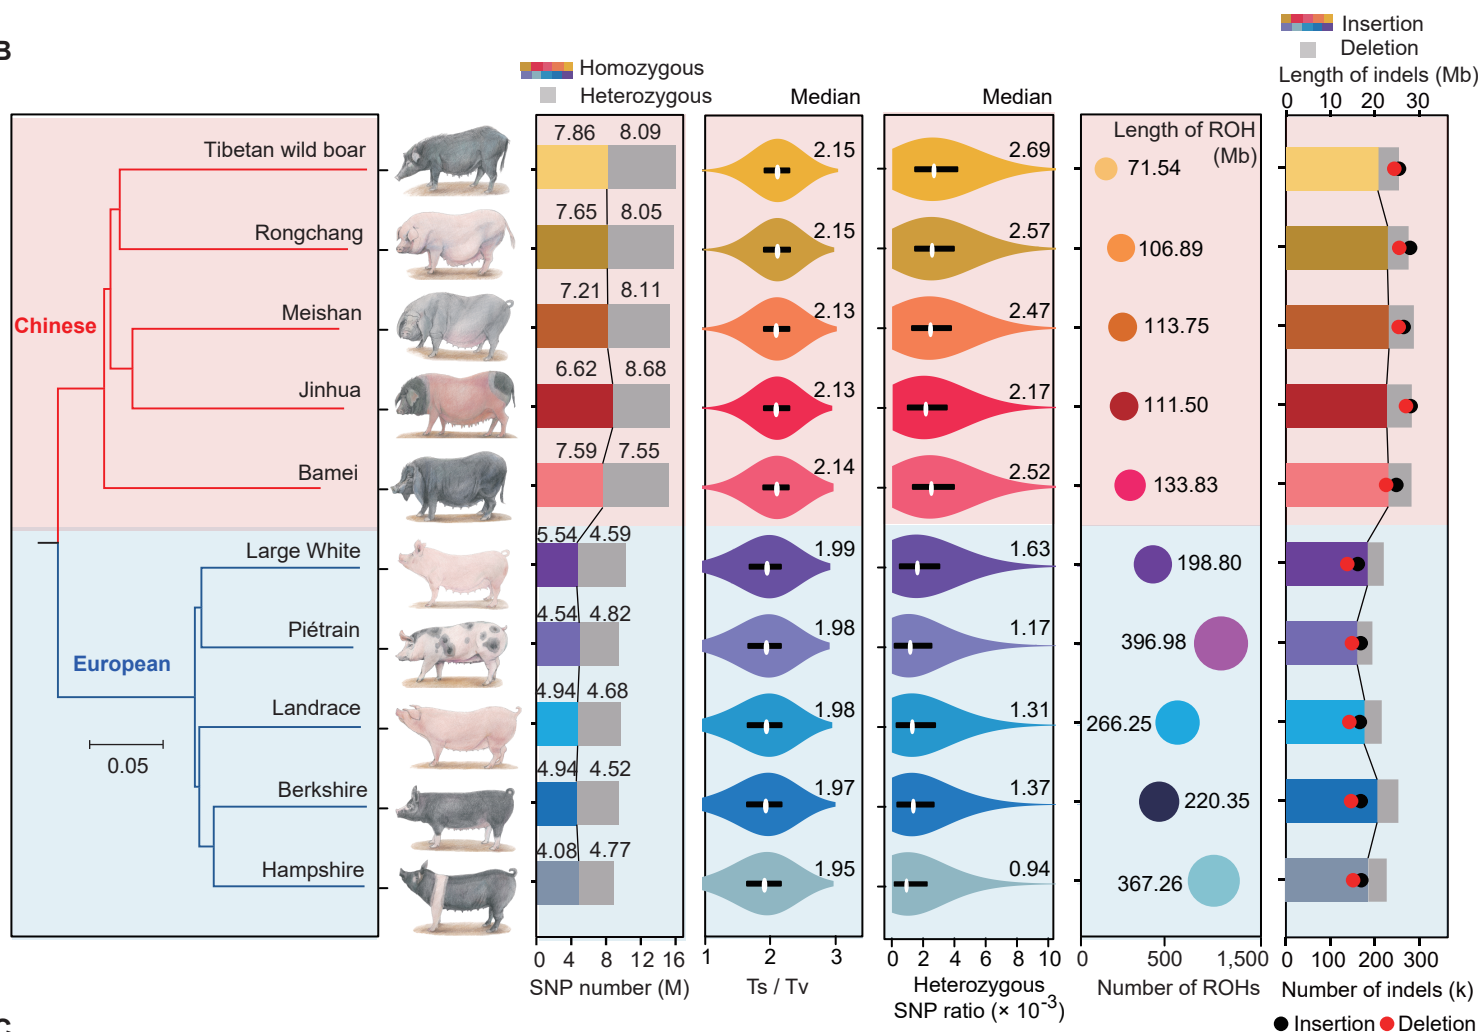 B
Homozygous
Heterozygous
Median
Median
Insertion
Deletion
Length of indels (Mb)
0 10 20 30
Chinese
European
0.05
Tibetan wild boar
7.86 8.09
2.15
2.69
Length of ROH
(Mb)
71.54
Rongchang
7.65 8.05
2.15
2.57
106.89
Meishan
7.21 8.11
2.13
2.47
113.75
Jinhua
6.62 8.68
2.13
2.17
111.50
Bamei
7.59 7.55
2.14
2.52
133.83
Large White
5.54 4.59
1.99
1.63
198.80
Piétrain
4.54 4.82
1.98
1.17
396.98
Landrace
4.94 4.68
1.98
1.31
266.25
Berkshire
4.94 4.52
1.97
1.37
220.35
Hampshire
4.08 4.77
1.95
0.94
367.26
0 4 8 12 16
SNP number (M)
1 2 3
Ts / Tv
0 2 4 6 8 10
Heterozygous
SNP ratio (× 10-3)
0 500 1,500
Number of ROHs
0 100 200 300
Number of indels (k)
Insertion Deletion
C